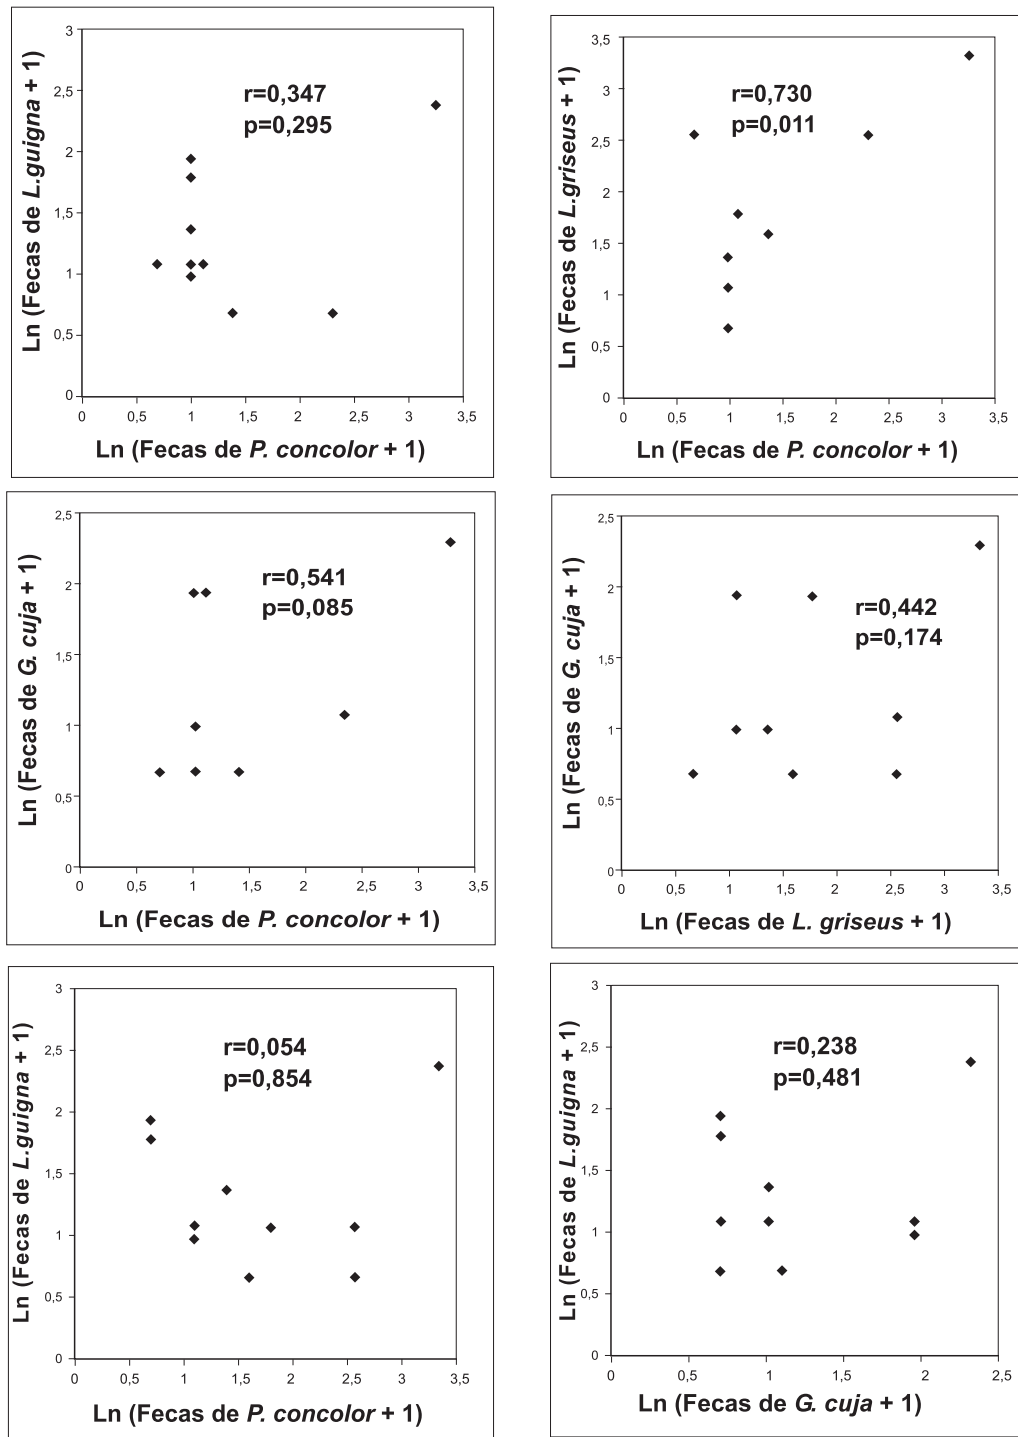 3
2,5
2
1,5
1
0,5
0
Ln (Fecas de L.guigna + 1)
r=0,347
p=0,295
0 0,5 1 1,5 2 2,5 3 3,5
Ln (Fecas de P. concolor + 1)
3,5
3
2,5
2
1,5
1
0,5
0
Ln (Fecas de L.griseus + 1)
r=0,730
p=0,011
0 0,5 1 1,5 2 2,5 3 3,5
Ln (Fecas de P. concolor + 1)
2,5
2
1,5
1
0,5
0
Ln (Fecas de G. cuja + 1)
r=0,541
p=0,085
0 0,5 1 1,5 2 2,5 3 3,5
Ln (Fecas de P. concolor + 1)
2,5
2
1,5
1
0,5
0
Ln (Fecas de G. cuja + 1)
r=0,442
p=0,174
0 0,5 1 1,5 2 2,5 3 3,5
Ln (Fecas de L. griseus + 1)
3
2,5
2
1,5
1
0,5
0
Ln (Fecas de L.guigna + 1)
r=0,054
p=0,854
0 0,5 1 1,5 2 2,5 3 3,5
Ln (Fecas de P. concolor + 1)
3
2,5
2
1,5
1
0,5
0
Ln (Fecas de L.guigna + 1)
r=0,238
p=0,481
0 0,5 1 1,5 2 2,5
Ln (Fecas de G. cuja + 1)